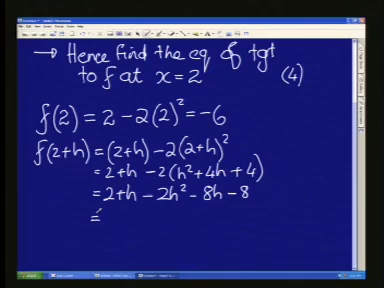 → Hence find the eq of tgt
to f at x = 2 (4)
f(2) = 2 - 2(2)² = -6
f(2+h) = (2+h) - 2(2+h)²
= 2+h - 2(h²+4h+4)
= 2+h - 2h² - 8h - 8
=